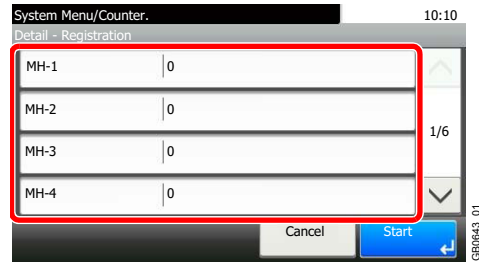 System Menu/Counter. 10:10
Detail - Registration
MH-1 0
MH-2 0
1/6
MH-3 0
MH-4 0
Cancel Start
GB0643_01